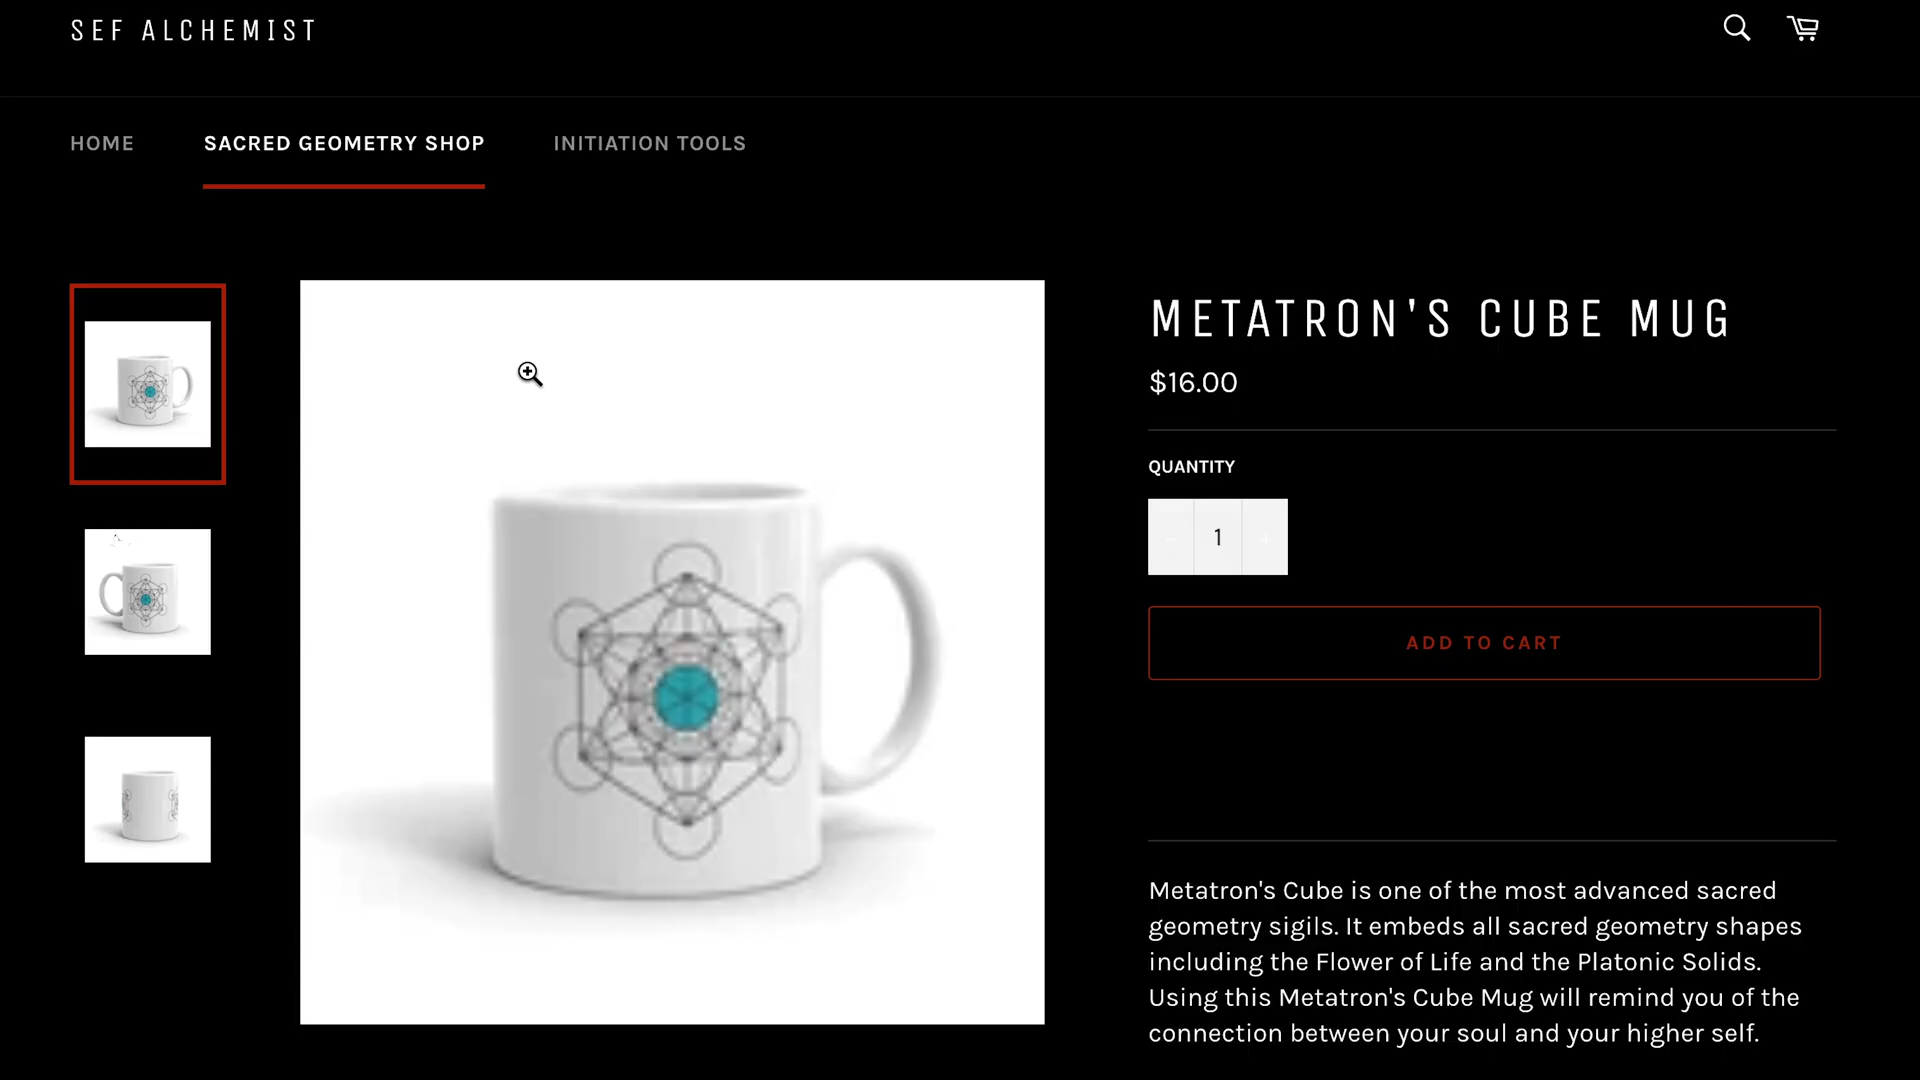 SEF ALCHEMIST
HOME
SACRED GEOMETRY SHOP
INITIATION TOOLS
METATRON'S CUBE MUG
$16.00
QUANTITY
- 1 +
ADD TO CART
Metatron's Cube is one of the most advanced sacred
geometry sigils. It embeds all sacred geometry shapes
including the Flower of Life and the Platonic Solids.
Using this Metatron's Cube Mug will remind you of the
connection between your soul and your higher self.